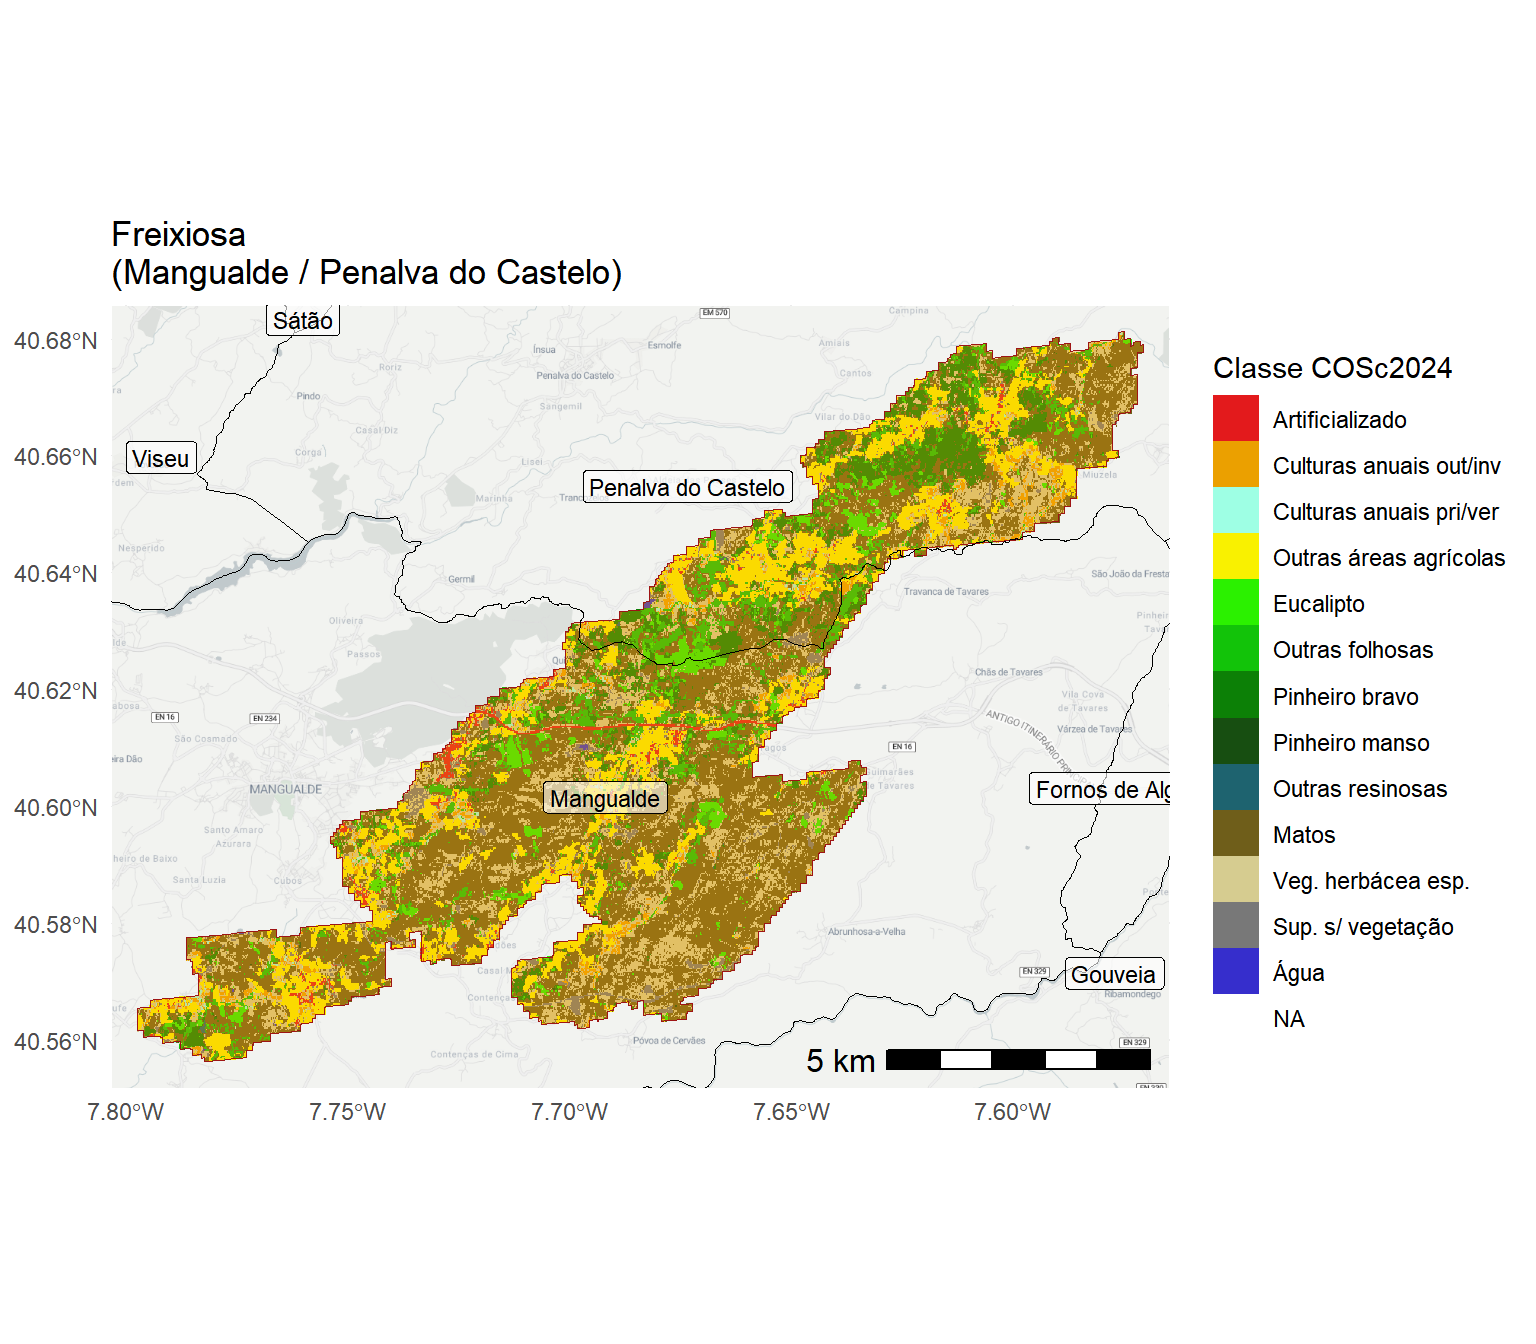 Freixiosa
(Mangualde / Penalva do Castelo)
40.68°N
40.66°N
40.64°N
40.62°N
40.60°N
40.58°N
40.56°N
7.80°W
7.75°W
7.70°W
7.65°W
7.60°W
Sátão
EM 570
Campina
Ínsua
Esmolfe
Amiais
Roriz
Penalva do Castelo
Cantos
Pindo
Sangemil
Vilar do Dão
Casal Diz
Viseu
Corga
Lisei
Penalva do Castelo
Miuzela
Marinha
Nesperido
Germil
São João da Fresta
Travanca de Tavares
Oliveira
Passos
Chãs de Tavares
Vila Cova
de Tavares
EN 16
EN 234
ANTIGO ITINERÁRIO
Várzea de Tavares
São Cosmado
EN 16
MANGUALDE
Mangualde
Guimarães
de Tavares
Fornos de Alg
Santo Amaro
Azurara
Santa Luzia
Cubos
Abrunhosa-a-Velha
EN 329
Gouveia
Ribamondego
Póvoa de Cervães
EN 329
Contenças de Cima
5 km
Classe COSc2024
Artificializado
Culturas anuais out/inv
Culturas anuais pri/ver
Outras áreas agrícolas
Eucalipto
Outras folhosas
Pinheiro bravo
Pinheiro manso
Outras resinosas
Matos
Veg. herbácea esp.
Sup. s/ vegetação
Água
NA